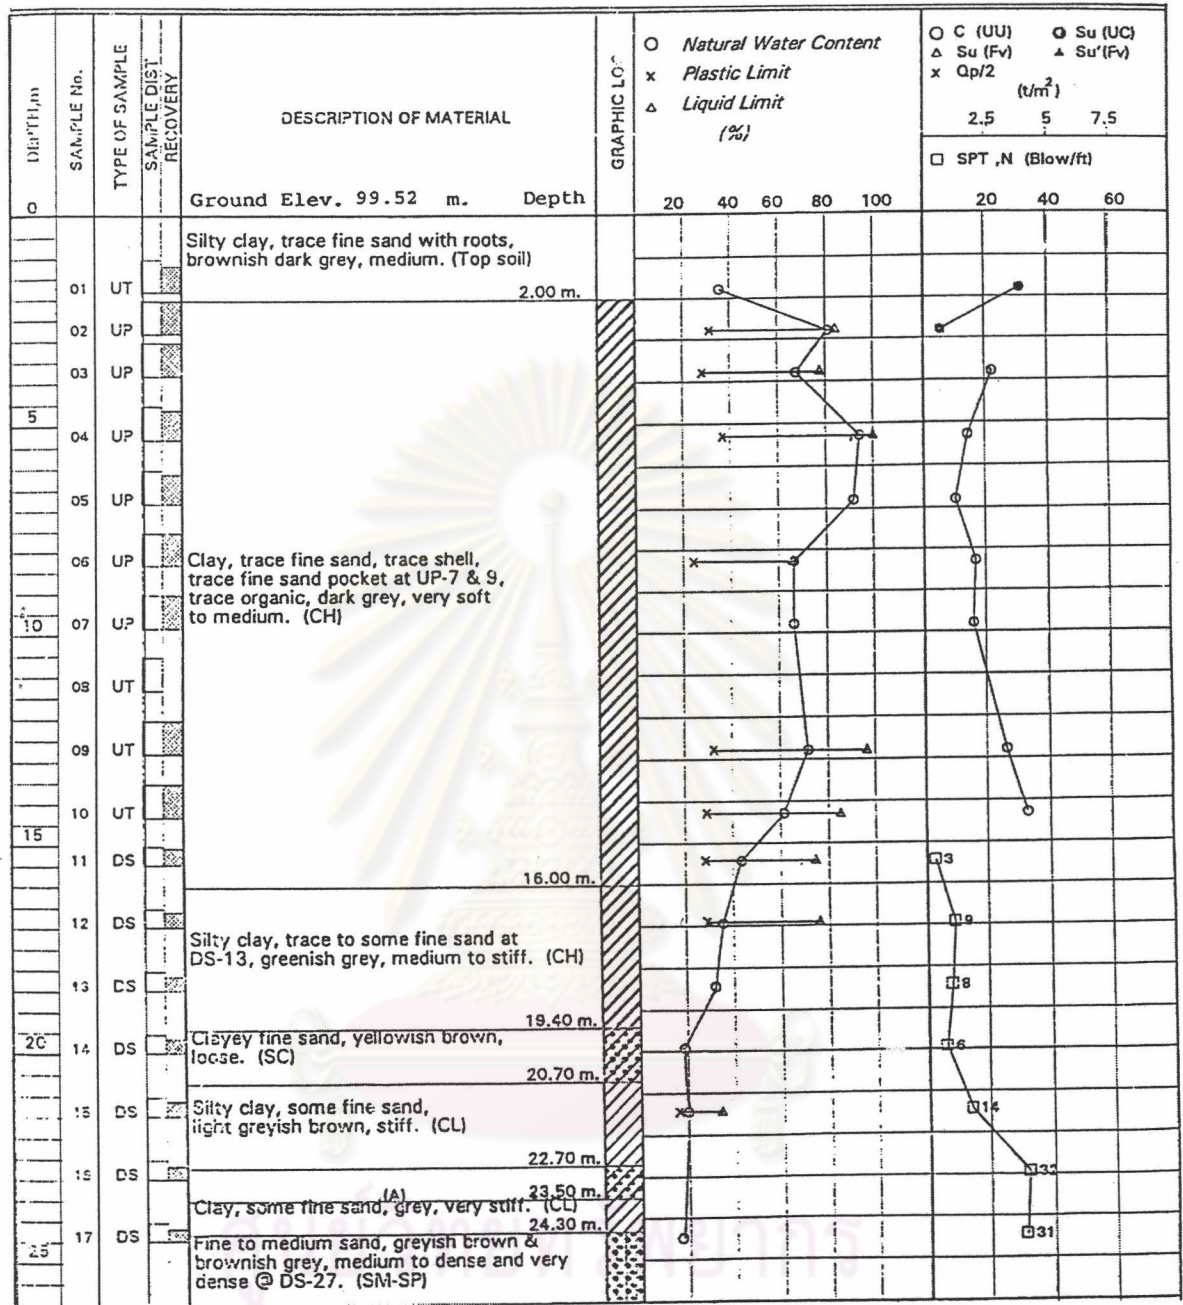 DEPTH,m
SAMPLE No.
TYPE OF SAMPLE
SAMPLE DIST
RECOVERY
DESCRIPTION OF MATERIAL
Ground Elev. 99.52 m. Depth
GRAPHIC LOG
○ Natural Water Content
× Plastic Limit
△ Liquid Limit
(%)
20 40 60 80 100
○ C (UU) Su (UC)
△ Su (Fv) ▲ Su'(Fv)
× Qp/2
(t/m²)
2.5 5 7.5
□ SPT ,N (Blow/ft)
20 40 60
0
Silty clay, trace fine sand with roots,
brownish dark grey, medium. (Top soil)
01 UT
2.00 m.
02 UP
03 UP
5
04 UP
05 UP
06 UP
Clay, trace fine sand, trace shell,
trace fine sand pocket at UP-7 & 9,
trace organic, dark grey, very soft
to medium. (CH)
10
07 UP
08 UT
09 UT
10 UT
15
11 DS
3
16.00 m.
12 DS
9
Silty clay, trace to some fine sand at
DS-13, greenish grey, medium to stiff. (CH)
13 DS
8
19.40 m.
20
14 DS
Clayey fine sand, yellowish brown,
loose. (SC)
6
20.70 m.
15 DS
Silty clay, some fine sand,
light greyish brown, stiff. (CL)
14
22.70 m.
DS
32
(A) 23.50 m.
Clay, some fine sand, grey, very stiff. (CL)
24.30 m.
17 DS
31
25
Fine to medium sand, greyish brown &
brownish grey, medium to dense and very
dense @ DS-27. (SM-SP)